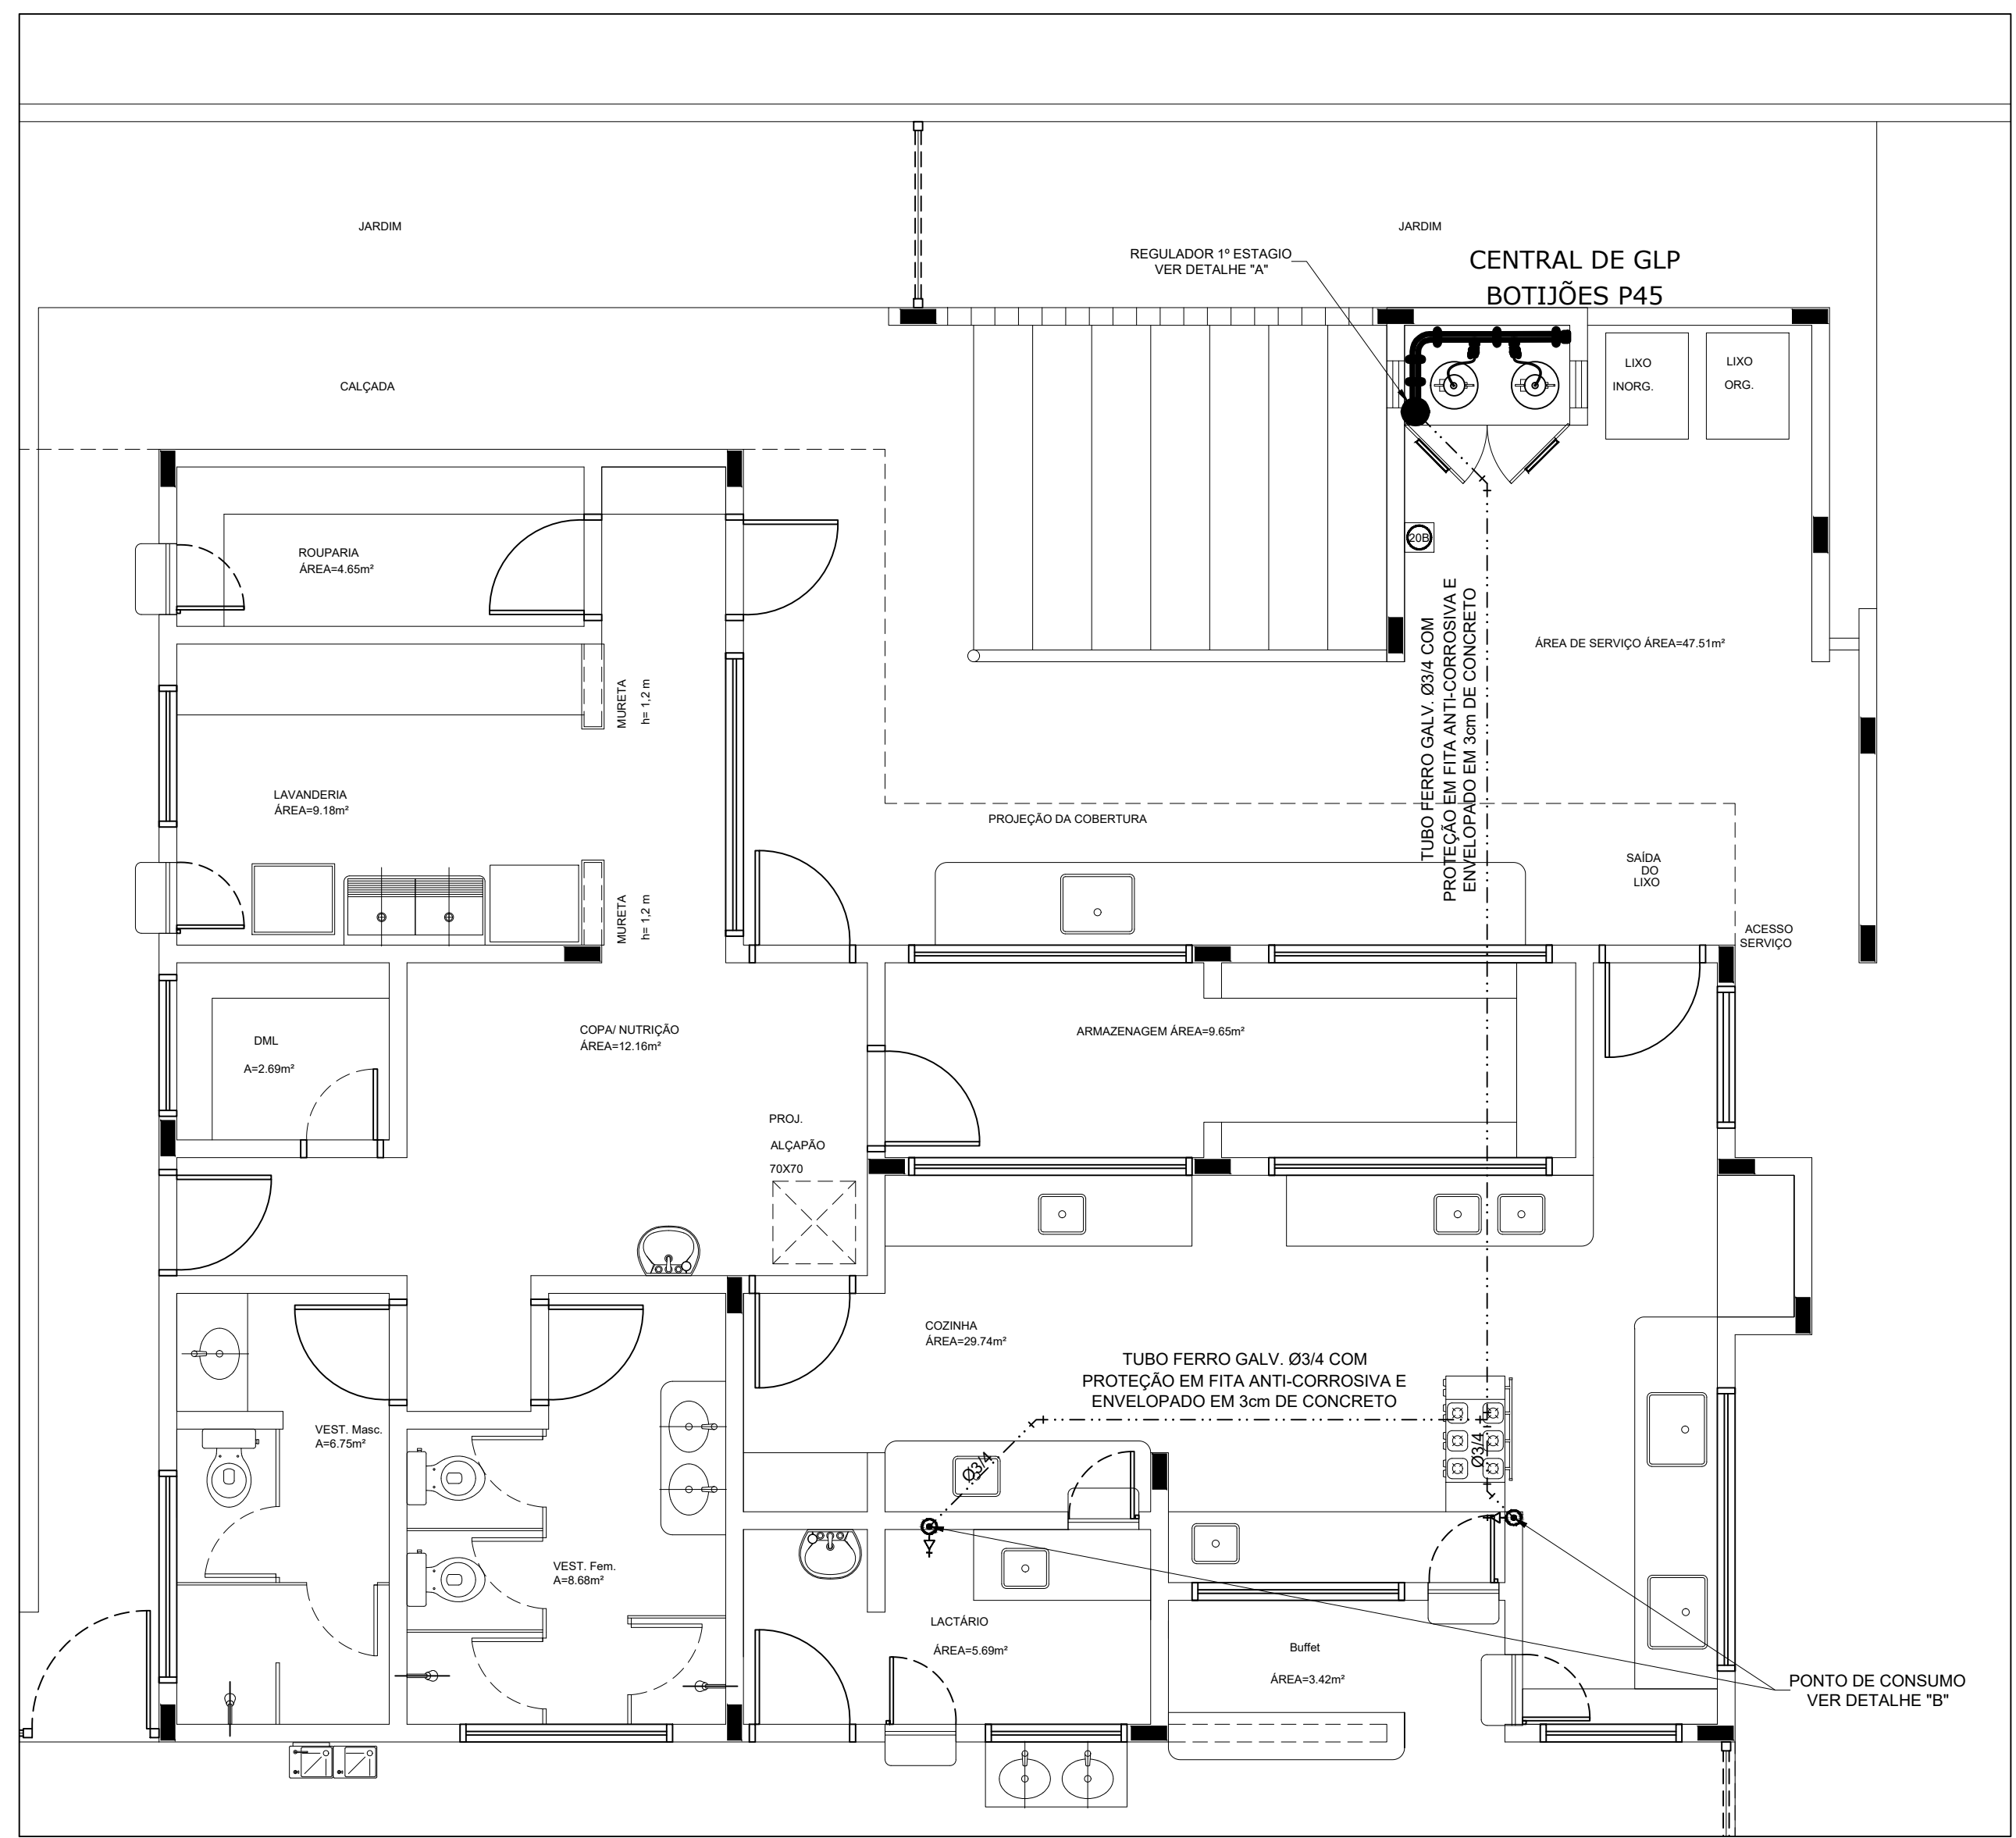 JARDIM
JARDIM
REGULADOR 1º ESTAGIO
VER DETALHE "A"
CENTRAL DE GLP
BOTIJÕES P45
LIXO
INORG.
LIXO
ORG.
CALÇADA
20B
ROUPARIA
ÁREA=4.65m²
TUBO FERRO GALV. Ø3/4 COM
PROTEÇÃO EM FITA ANTI-CORROSIVA E
ENVELOPADO EM 3cm DE CONCRETO
ÁREA DE SERVIÇO ÁREA=47.51m²
MURETA
h= 1,2 m
LAVANDERIA
ÁREA=9.18m²
PROJEÇÃO DA COBERTURA
SAÍDA
DO
LIXO
MURETA
h= 1,2 m
ACESSO
SERVIÇO
DML
A=2.69m²
COPA/ NUTRIÇÃO
ÁREA=12.16m²
ARMAZENAGEM ÁREA=9.65m²
PROJ.
ALÇAPÃO
70X70
COZINHA
ÁREA=29.74m²
TUBO FERRO GALV. Ø3/4 COM
PROTEÇÃO EM FITA ANTI-CORROSIVA E
ENVELOPADO EM 3cm DE CONCRETO
VEST. Masc.
A=6.75m²
Ø3/4
Ø3/4
VEST. Fem.
A=8.68m²
LACTÁRIO
ÁREA=5.69m²
Buffet
ÁREA=3.42m²
PONTO DE CONSUMO
VER DETALHE "B"